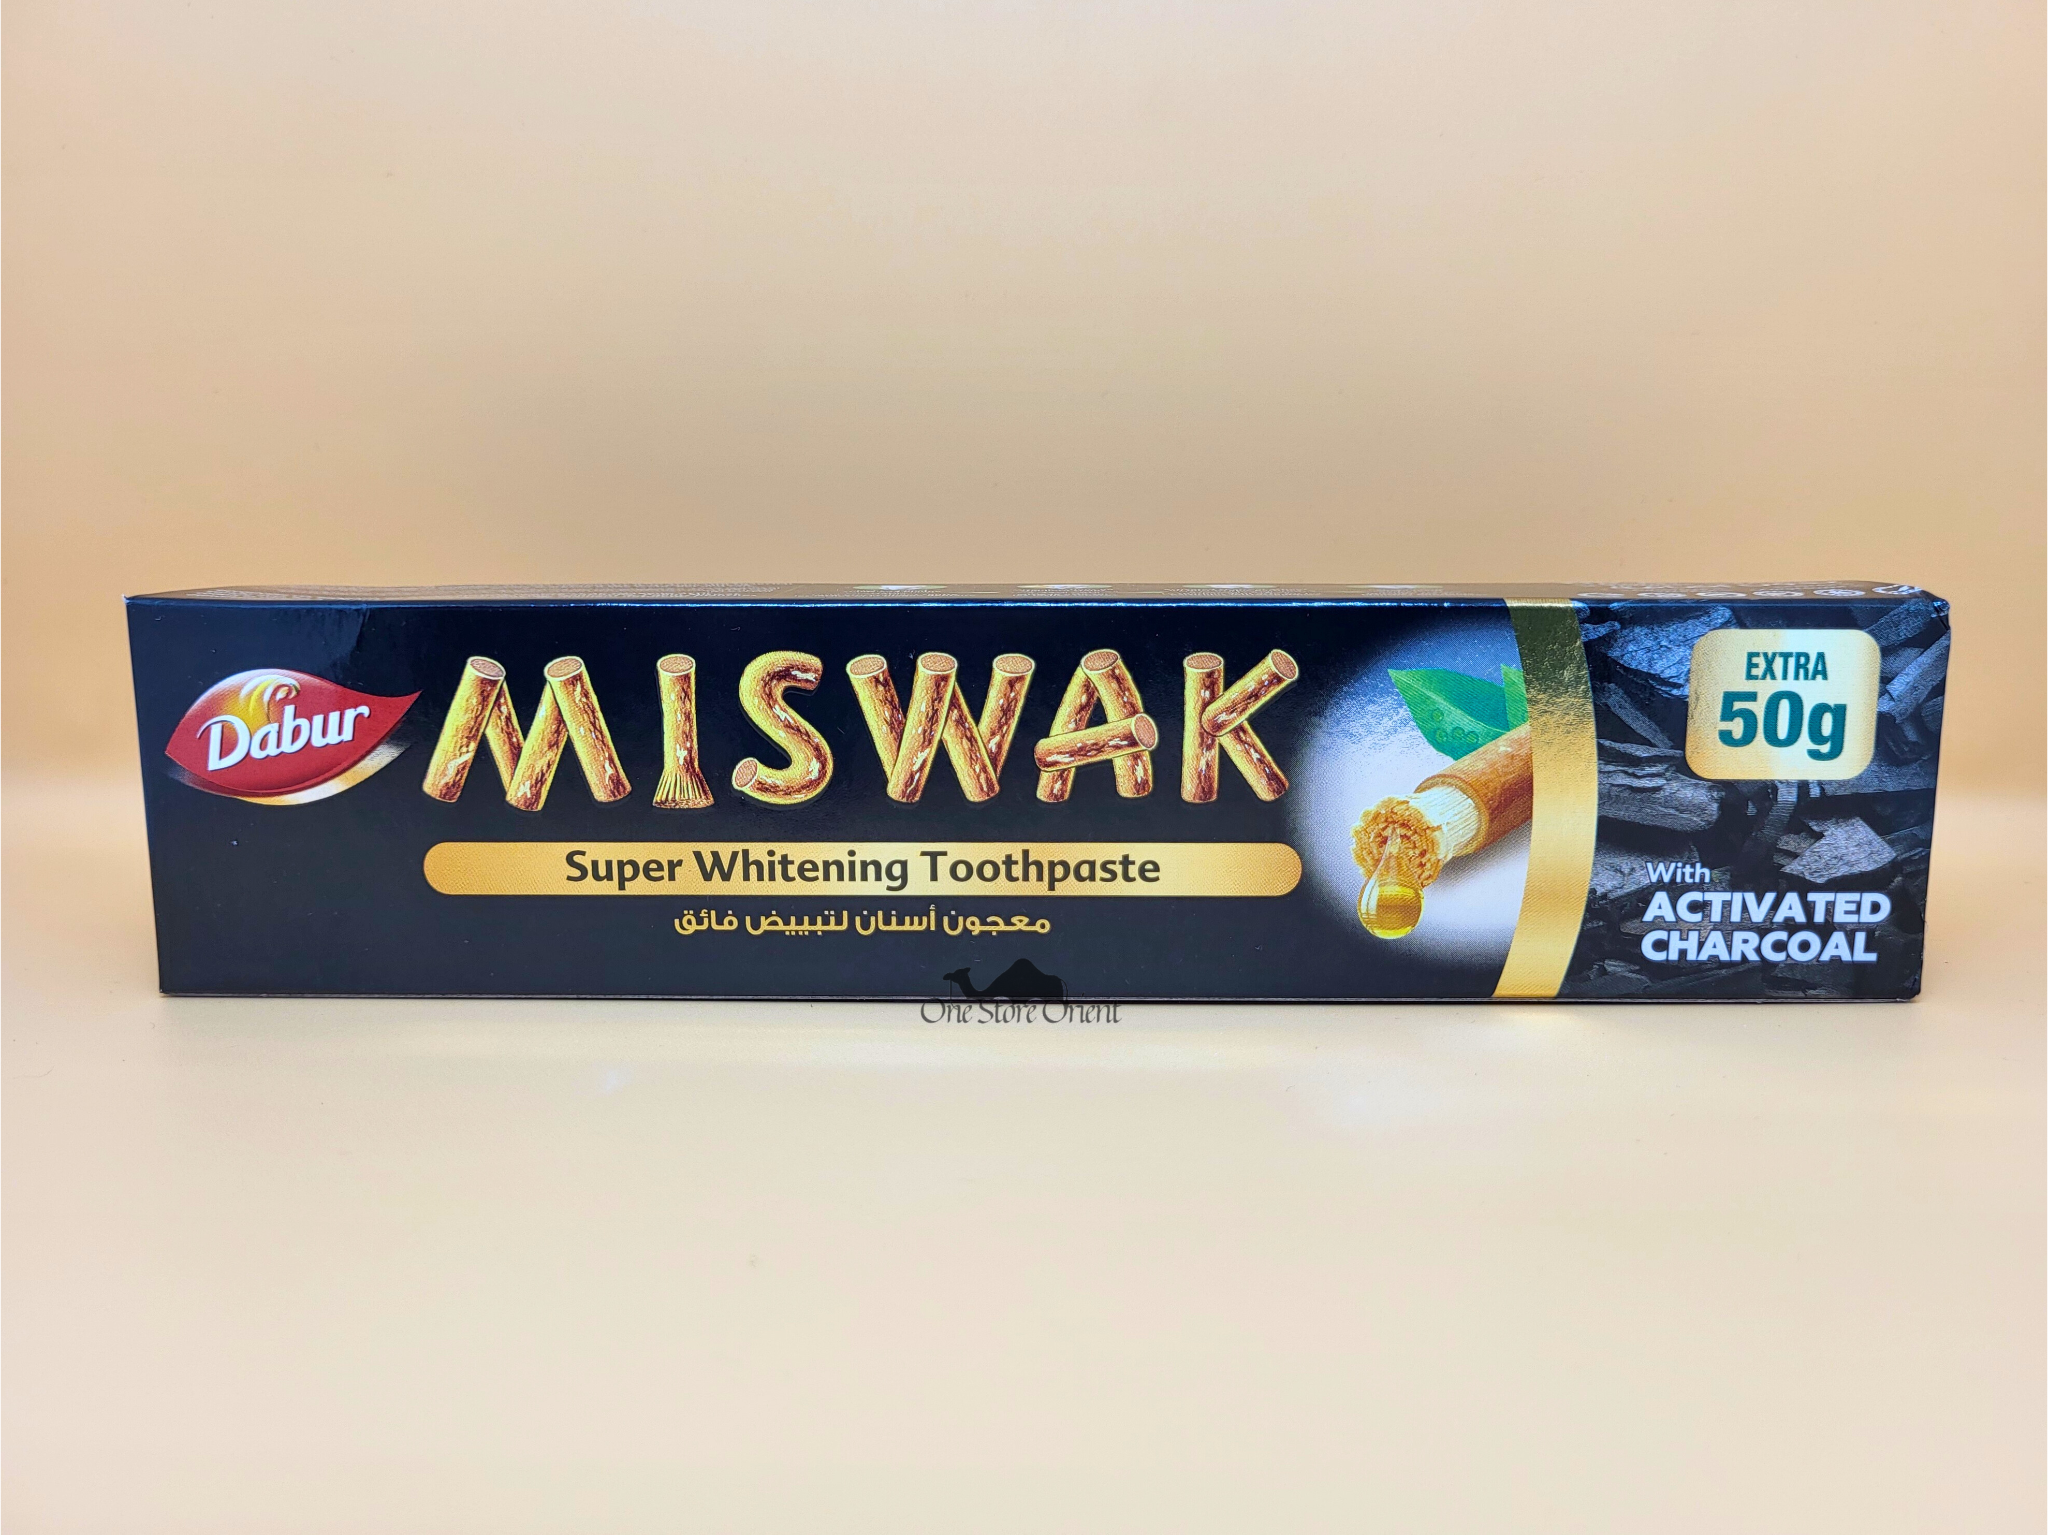 Dabur
MISWAK
Super Whitening Toothpaste
معجون أسنان لتبييض فائق
EXTRA
50g
With
ACTIVATED
CHARCOAL
One Store Orient